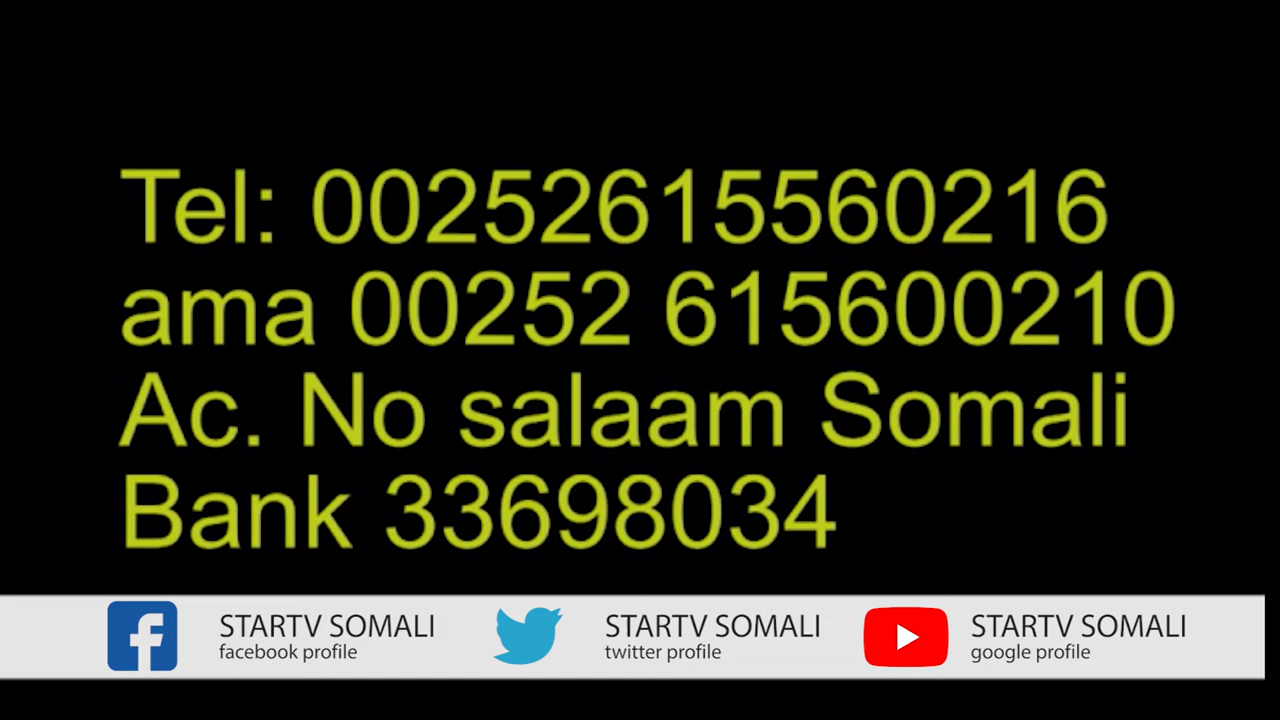 Tel: 00252615560216
ama 00252 615600210
Ac. No salaam Somali
Bank 33698034
STARTV SOMALI
facebook profile
STARTV SOMALI
twitter profile
STARTV SOMALI
google profile